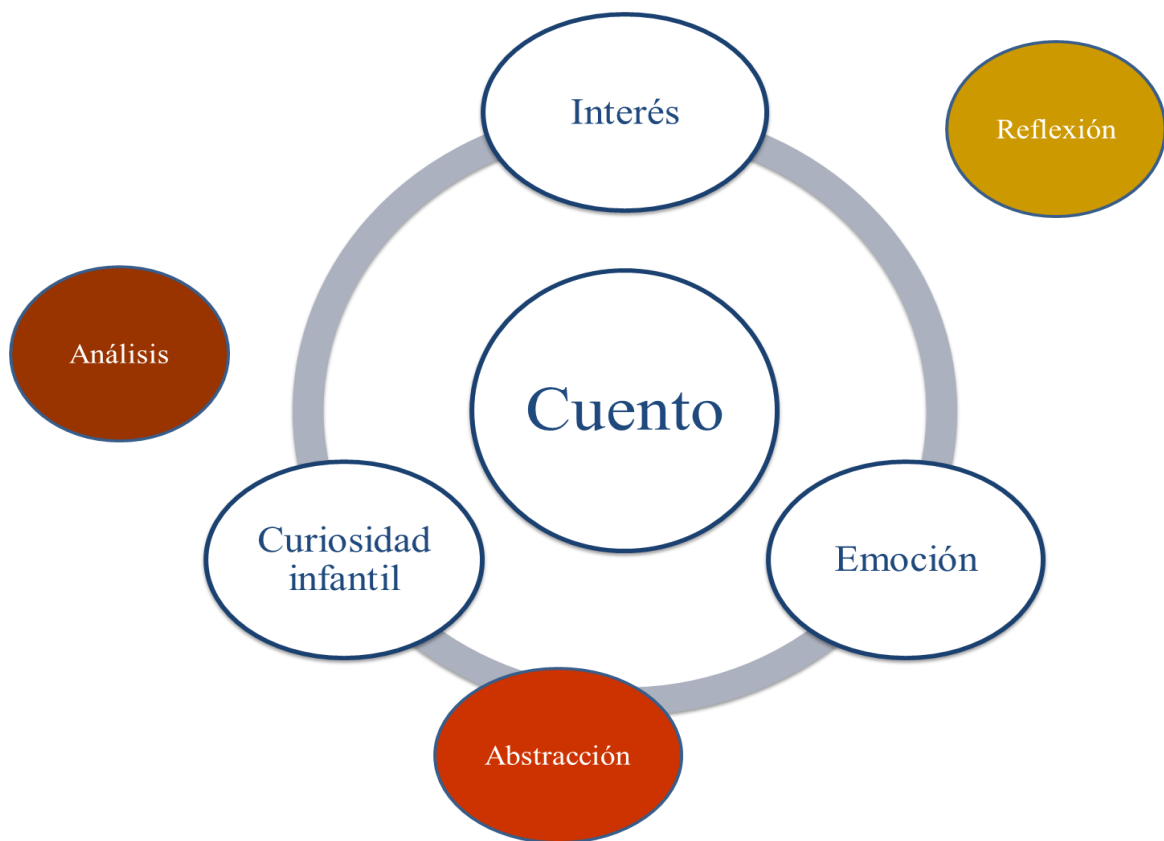 Interés
Reflexión
Análisis
Cuento
Curiosidad
infantil
Emoción
Abstracción